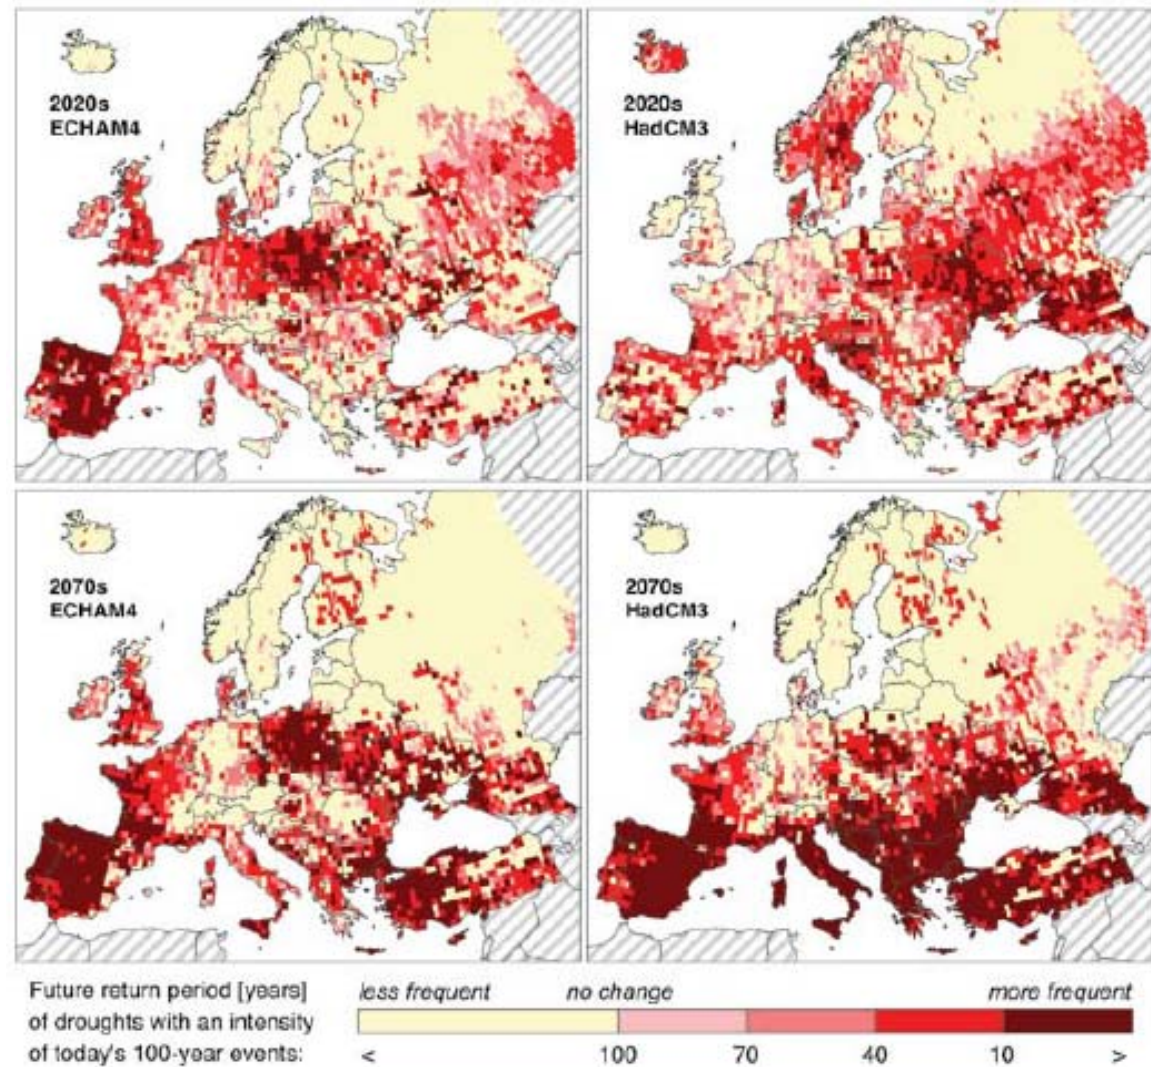 2020s
ECHAM4
2020s
HadCM3
2070s
ECHAM4
2070s
HadCM3
Future return period [years]
of droughts with an intensity
of today's 100-year events:
less frequent no change more frequent
< 100 70 40 10 >